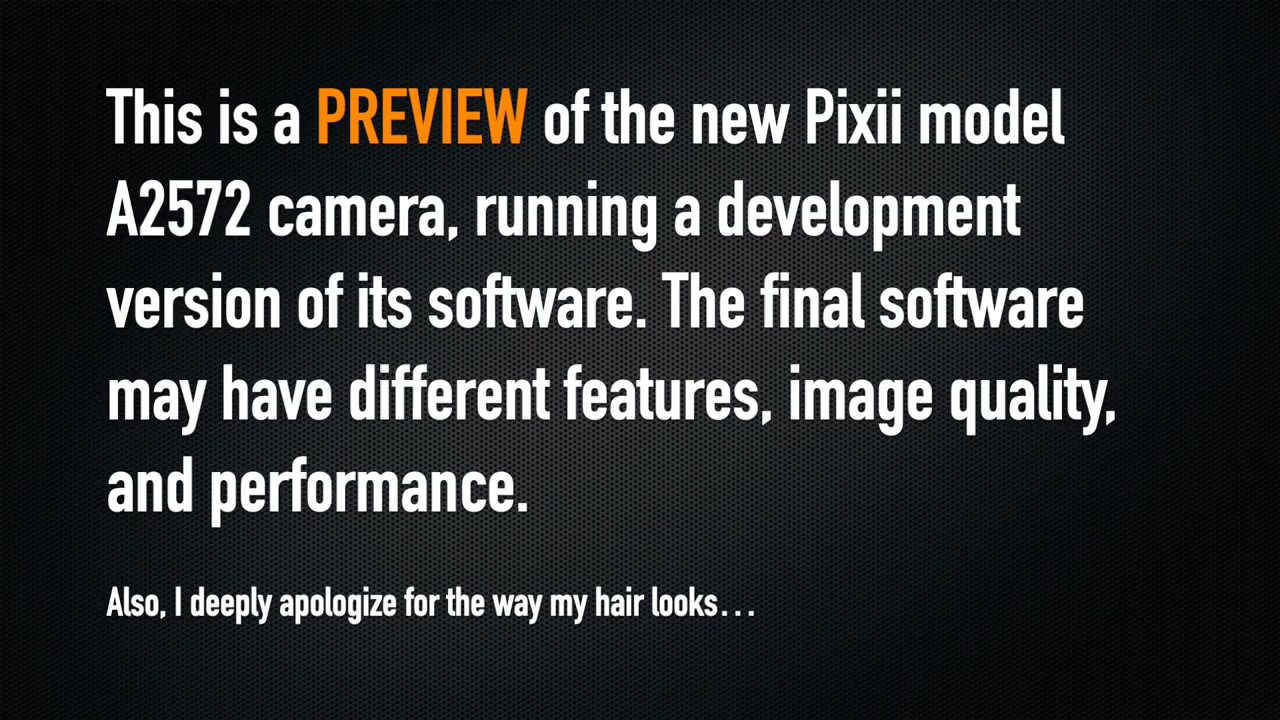 This is a PREVIEW of the new Pixii model
A2572 camera, running a development
version of its software. The final software
may have different features, image quality,
and performance.
Also, I deeply apologize for the way my hair looks...